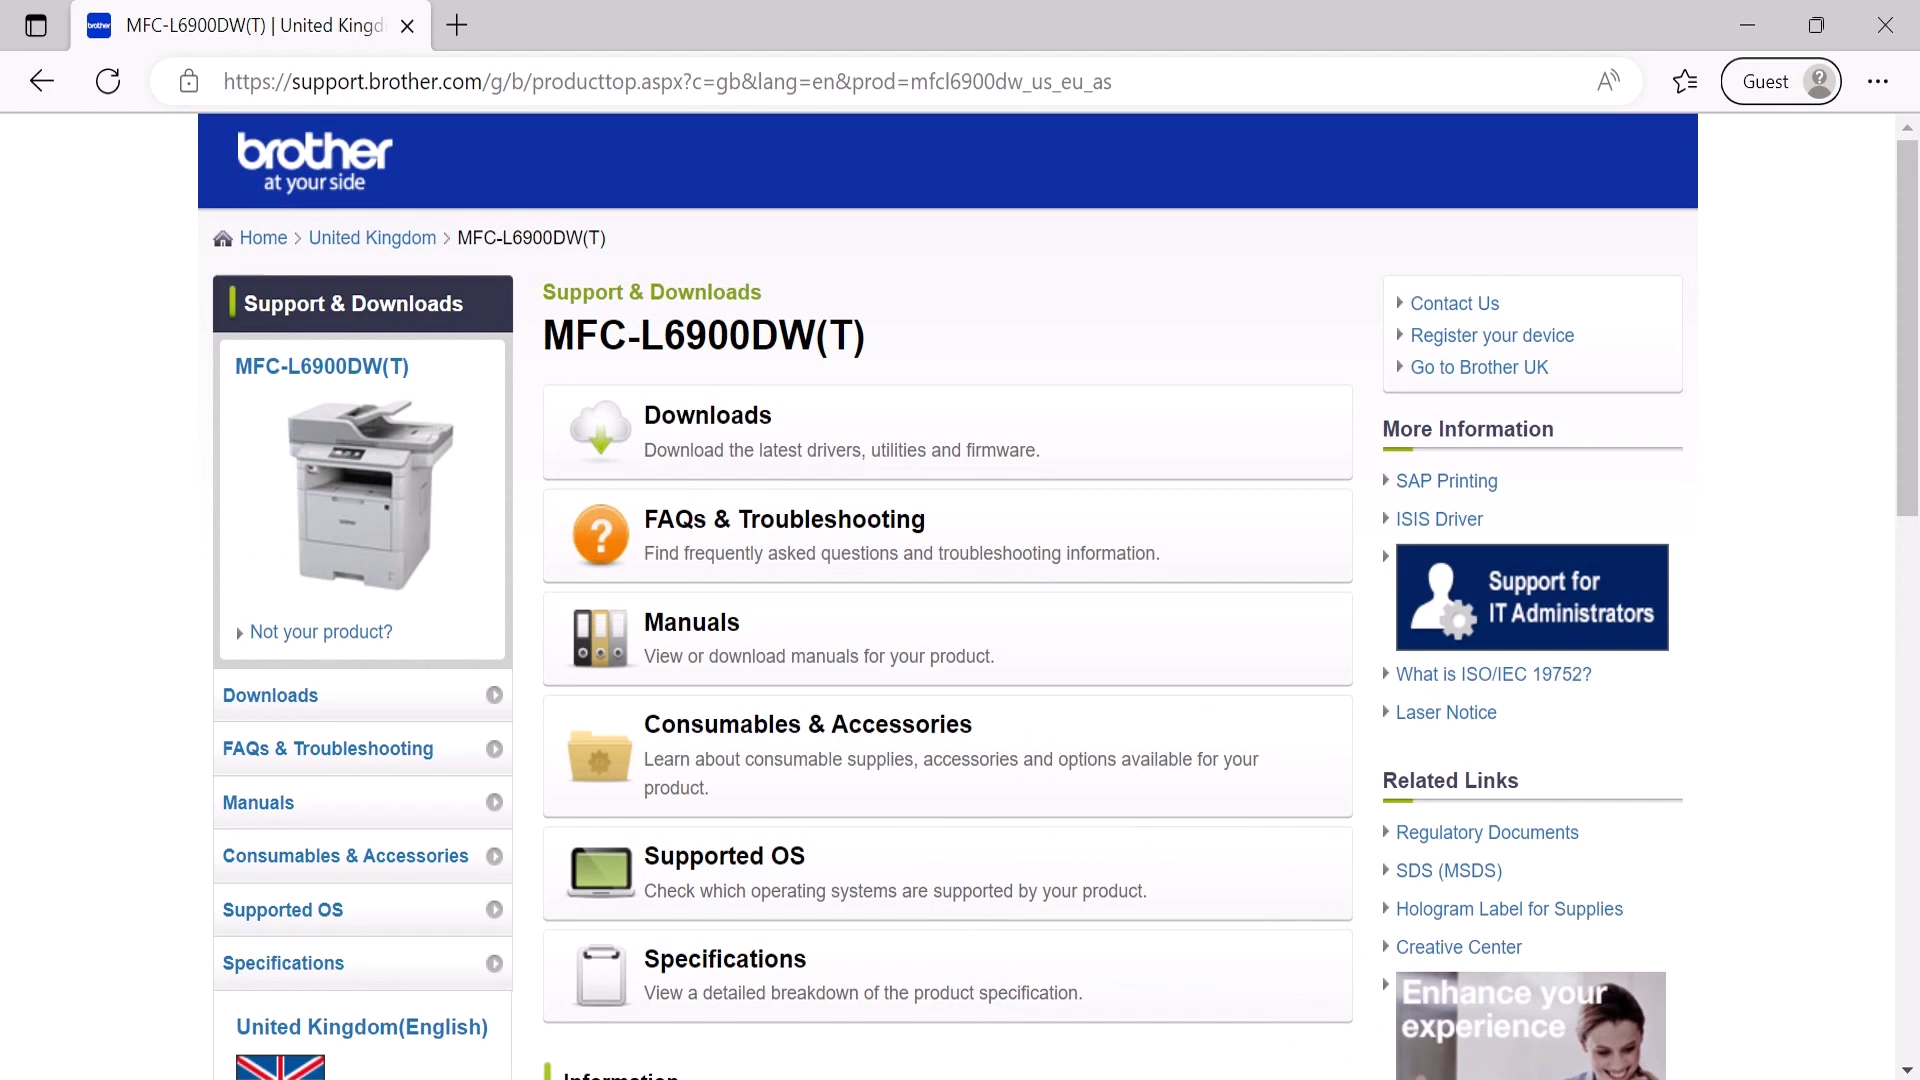 MFC-L6900DW(T) | United Kingd
https://support.brother.com/g/b/producttop.aspx?c=gb&lang=en&prod=mfcl6900dw_us_eu_as
Guest
brother
at your side
Home > United Kingdom > MFC-L6900DW(T)
Support & Downloads
MFC-L6900DW(T)
Not your product?
Downloads
FAQs & Troubleshooting
Manuals
Consumables & Accessories
Supported OS
Specifications
United Kingdom(English)
Support & Downloads
MFC-L6900DW(T)
Downloads
Download the latest drivers, utilities and firmware.
FAQs & Troubleshooting
Find frequently asked questions and troubleshooting information.
Manuals
View or download manuals for your product.
Consumables & Accessories
Learn about consumable supplies, accessories and options available for your
product.
Supported OS
Check which operating systems are supported by your product.
Specifications
View a detailed breakdown of the product specification.
Information
Contact Us
Register your device
Go to Brother UK
More Information
SAP Printing
ISIS Driver
Support for
IT Administrators
What is ISO/IEC 19752?
Laser Notice
Related Links
Regulatory Documents
SDS (MSDS)
Hologram Label for Supplies
Creative Center
Enhance your
experience